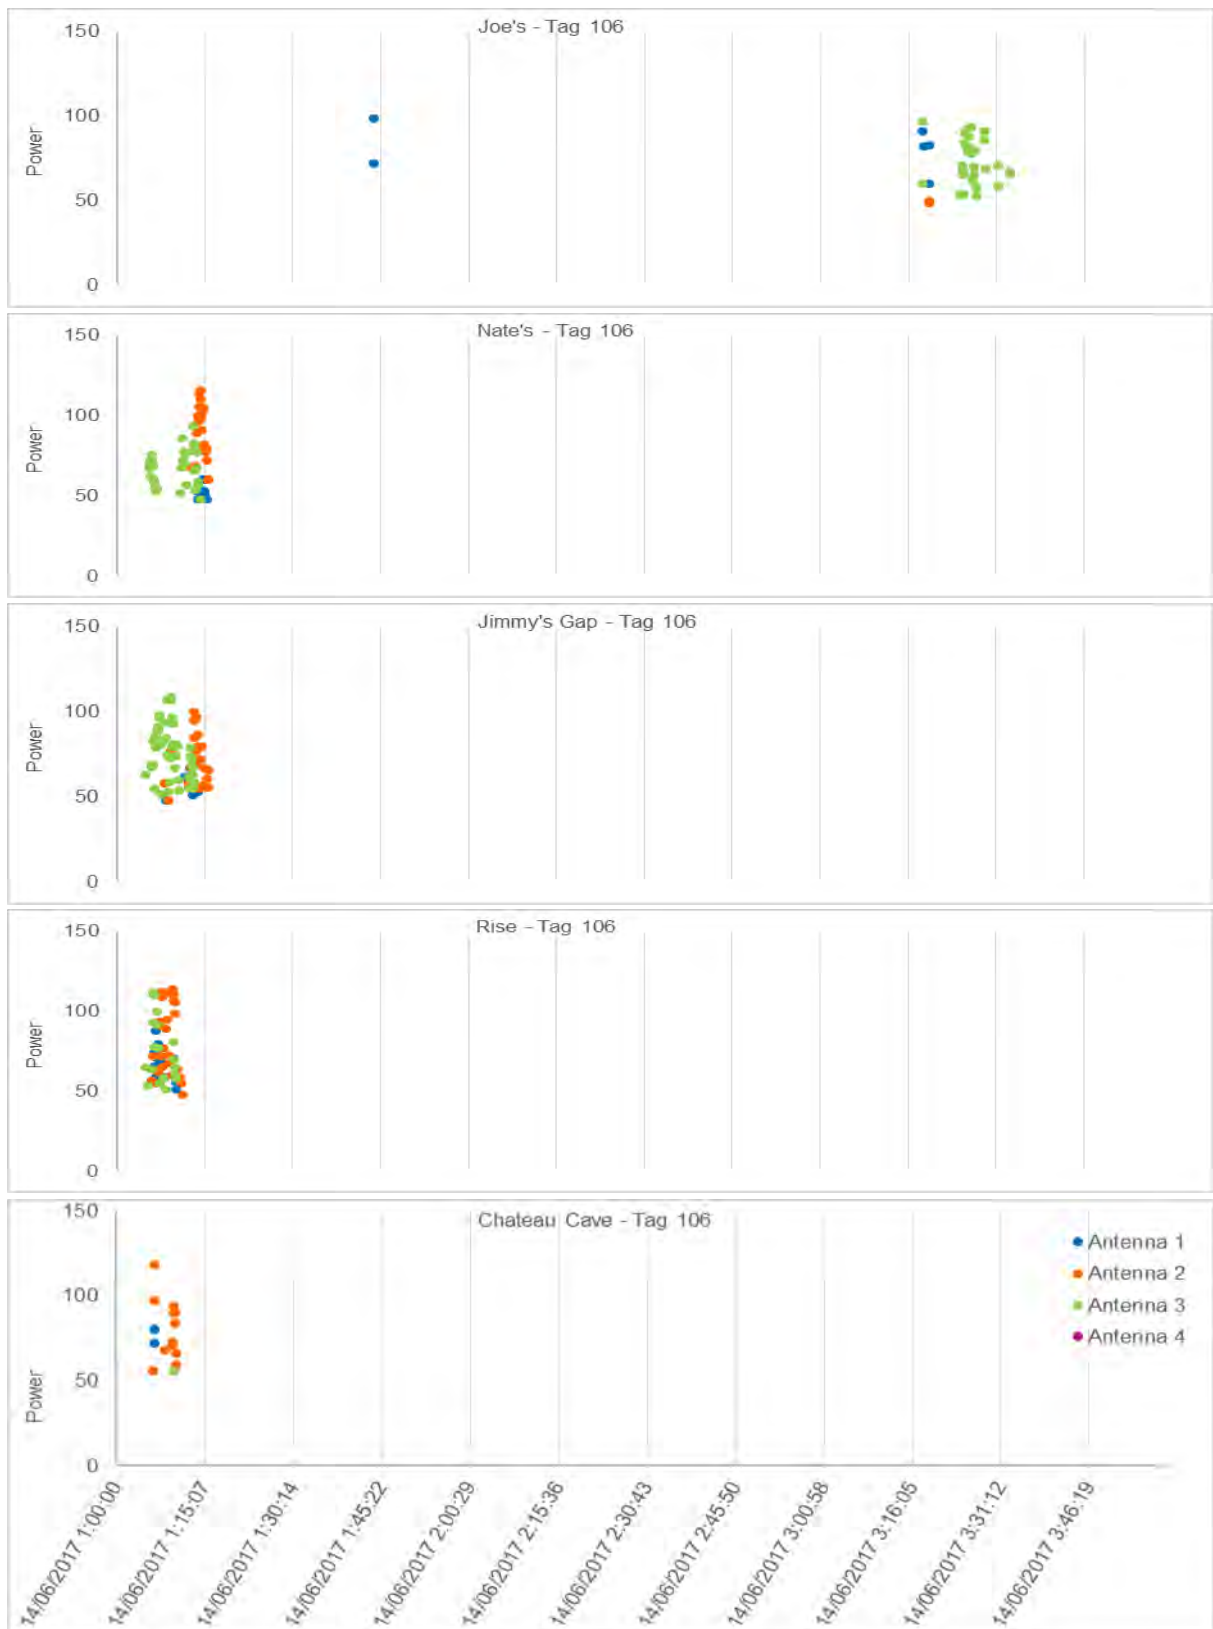 Joe's - Tag 106
150
100
50
0
Power
Nate's - Tag 106
150
100
50
0
Power
Jimmy's Gap - Tag 106
150
100
50
0
Power
Rise - Tag 106
150
100
50
0
Power
Chateau Cave - Tag 106
150
100
50
0
Power
Antenna 1
Antenna 2
Antenna 3
Antenna 4
14/06/2017 1:00:00
14/06/2017 1:15:07
14/06/2017 1:30:14
14/06/2017 1:45:22
14/06/2017 2:00:29
14/06/2017 2:15:36
14/06/2017 2:30:43
14/06/2017 2:45:50
14/06/2017 3:00:58
14/06/2017 3:16:05
14/06/2017 3:31:12
14/06/2017 3:46:19